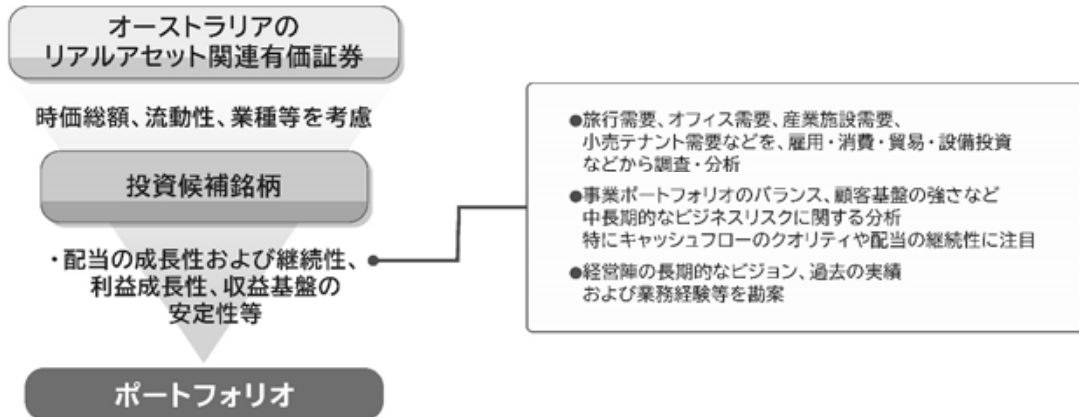 オーストラリアの
リアルアセット関連有価証券
時価総額、流動性、業種等を考慮
投資候補銘柄
・配当の成長性および継続性、
利益成長性、収益基盤の
安定性等
ポートフォリオ
●旅行需要、オフィス需要、産業施設需要、
小売テナント需要などを、雇用・消費・貿易・設備投資
などから調査・分析
●事業ポートフォリオのバランス、顧客基盤の強さなど
中長期的なビジネスリスクに関する分析
特にキャッシュフローのクオリティや配当の継続性に注目
●経営陣の長期的なビジョン、過去の実績
および業務経験等を勘案